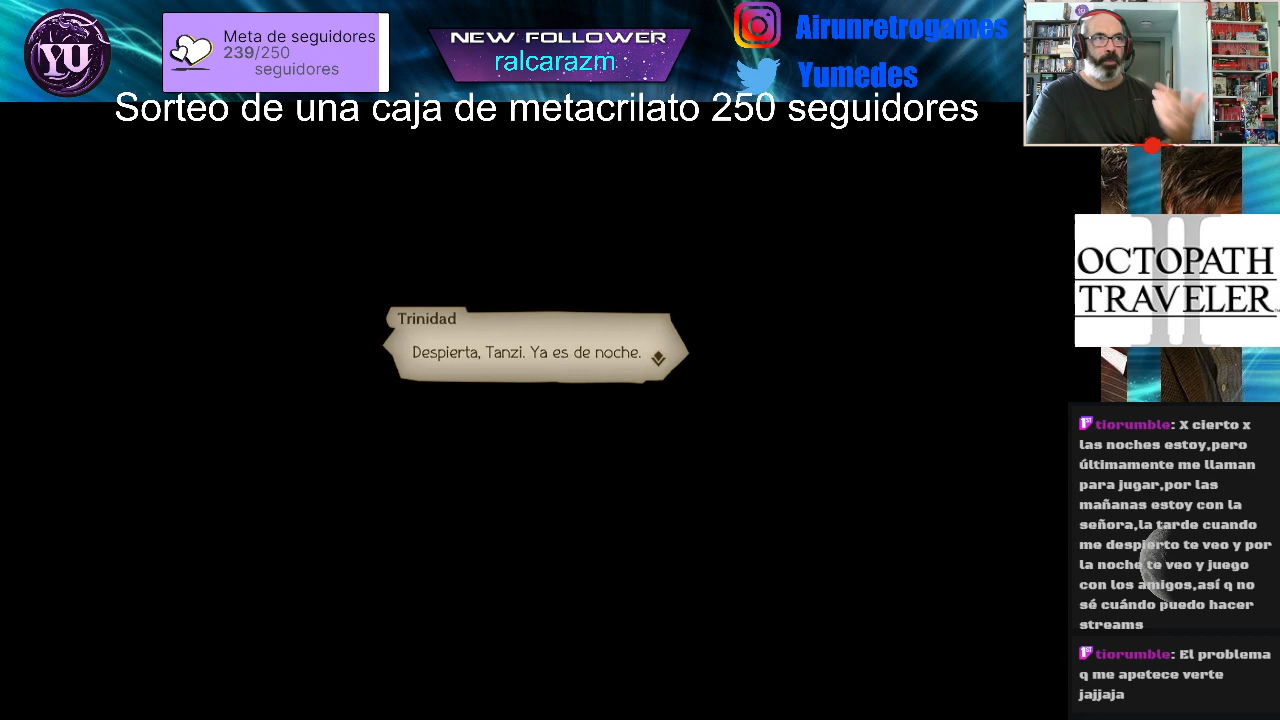 YU
Meta de seguidores
239/250
seguidores
NEW FOLLOWER
ralcarazm
Airunretrogames
Yumedes
Sorteo de una caja de metacrilato 250 seguidores
Trinidad
Despierta, Tanzi. Ya es de noche.
II
OCTOPATH
TRAVELER
1ST tiorumble: X cierto x
las noches estoy,pero
últimamente me llaman
para jugar,por las
mañanas estoy con la
señora,la tarde cuando
me despierto te veo y por
la noche te veo y juego
con los amigos,así q no
sé cuándo puedo hacer
streams
1ST tiorumble: El problema
q me apetece verte
jajjaja